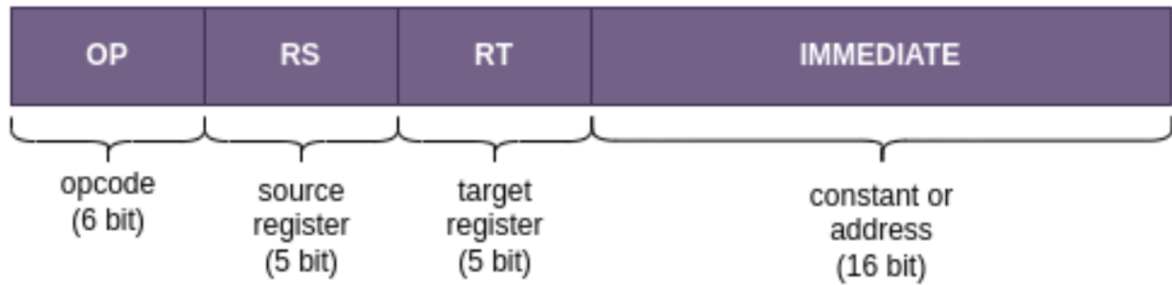 OP RS RT IMMEDIATE
opcode
(6 bit)
source
register
(5 bit)
target
register
(5 bit)
constant or
address
(16 bit)